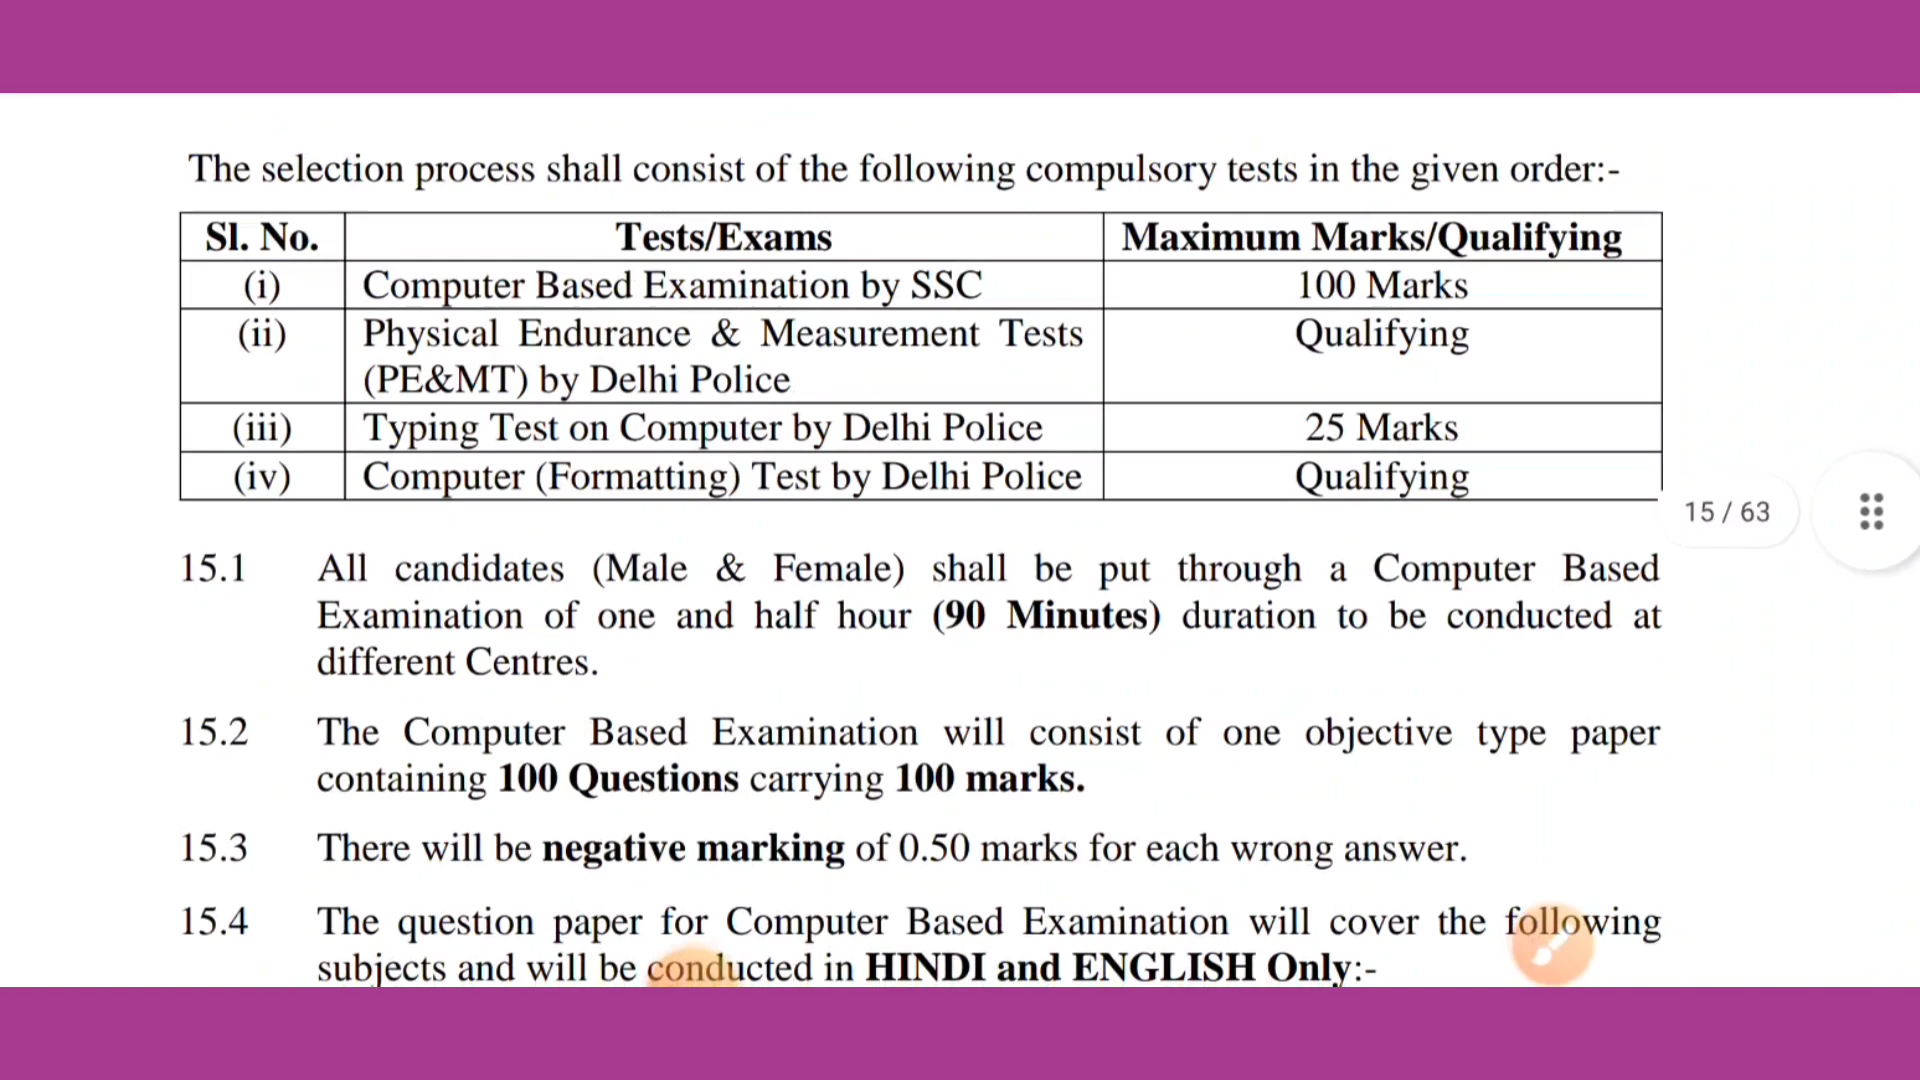 The selection process shall consist of the following compulsory tests in the given order:-
Sl. No. Tests/Exams Maximum Marks/Qualifying
(i) Computer Based Examination by SSC 100 Marks
(ii) Physical Endurance & Measurement Tests Qualifying
(PE&MT) by Delhi Police
(iii) Typing Test on Computer by Delhi Police 25 Marks
(iv) Computer (Formatting) Test by Delhi Police Qualifying
15 / 63
15.1 All candidates (Male & Female) shall be put through a Computer Based
Examination of one and half hour (90 Minutes) duration to be conducted at
different Centres.
15.2 The Computer Based Examination will consist of one objective type paper
containing 100 Questions carrying 100 marks.
15.3 There will be negative marking of 0.50 marks for each wrong answer.
15.4 The question paper for Computer Based Examination will cover the following
subjects and will be conducted in HINDI and ENGLISH Only:-